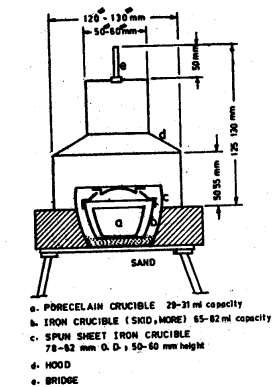 120 - 130 mm
50-60 mm
50 mm
e
125 130 mm
d
50 55 mm
c
b
a
SAND
a. PORECELAIN CRUCIBLE 29-31 ml capacity
b. IRON CRUCIBLE (SKID, MORE) 65-82 ml capacity
c. SPUN SHEET IRON CRUCIBLE
78-82 mm O. D., 50-60 mm height
d. HOOD
e. BRIDGE